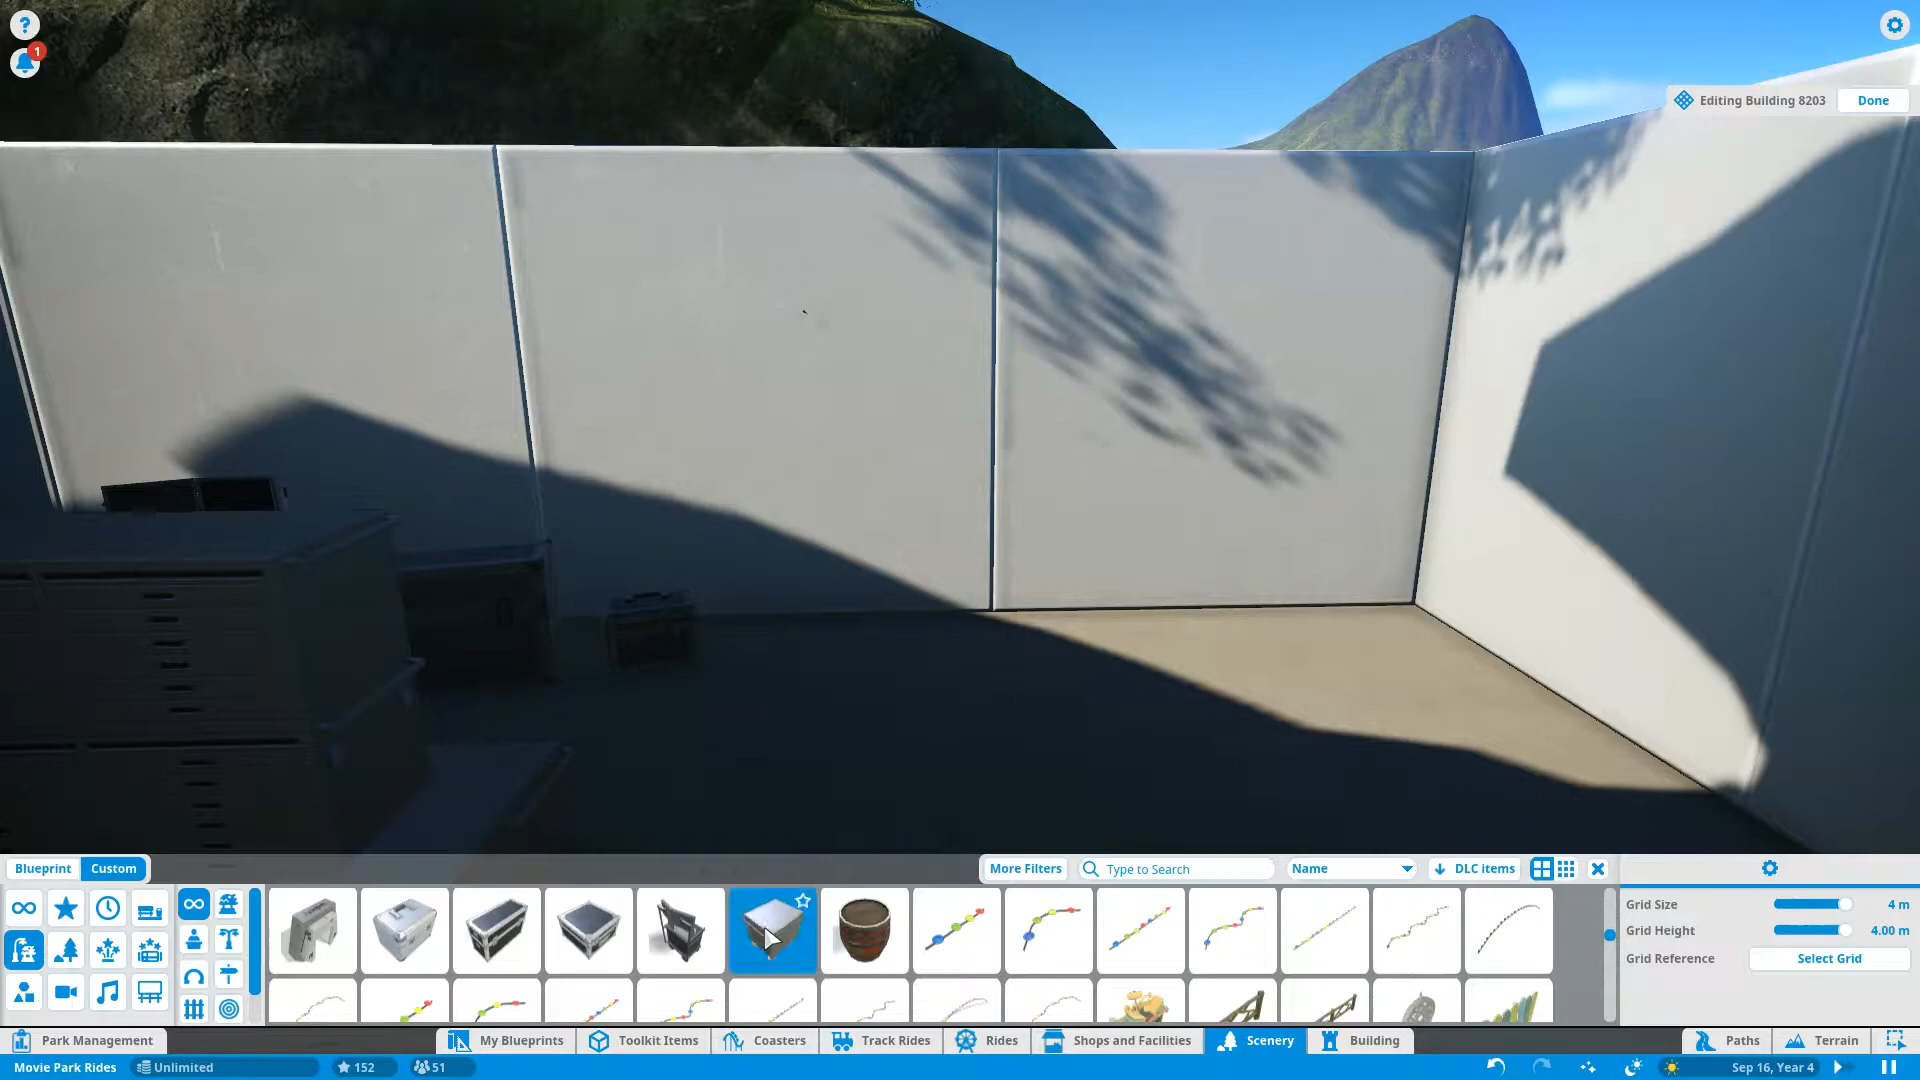 ?
1
Editing Building 8203
Done
Blueprint
Custom
More Filters
Type to Search
Name
DLC items
Grid Size
4 m
Grid Height
4.00 m
Grid Reference
Select Grid
Park Management
My Blueprints
Toolkit Items
Coasters
Track Rides
Rides
Shops and Facilities
Scenery
Building
Paths
Terrain
Movie Park Rides
Unlimited
152
51
Sep 16, Year 4